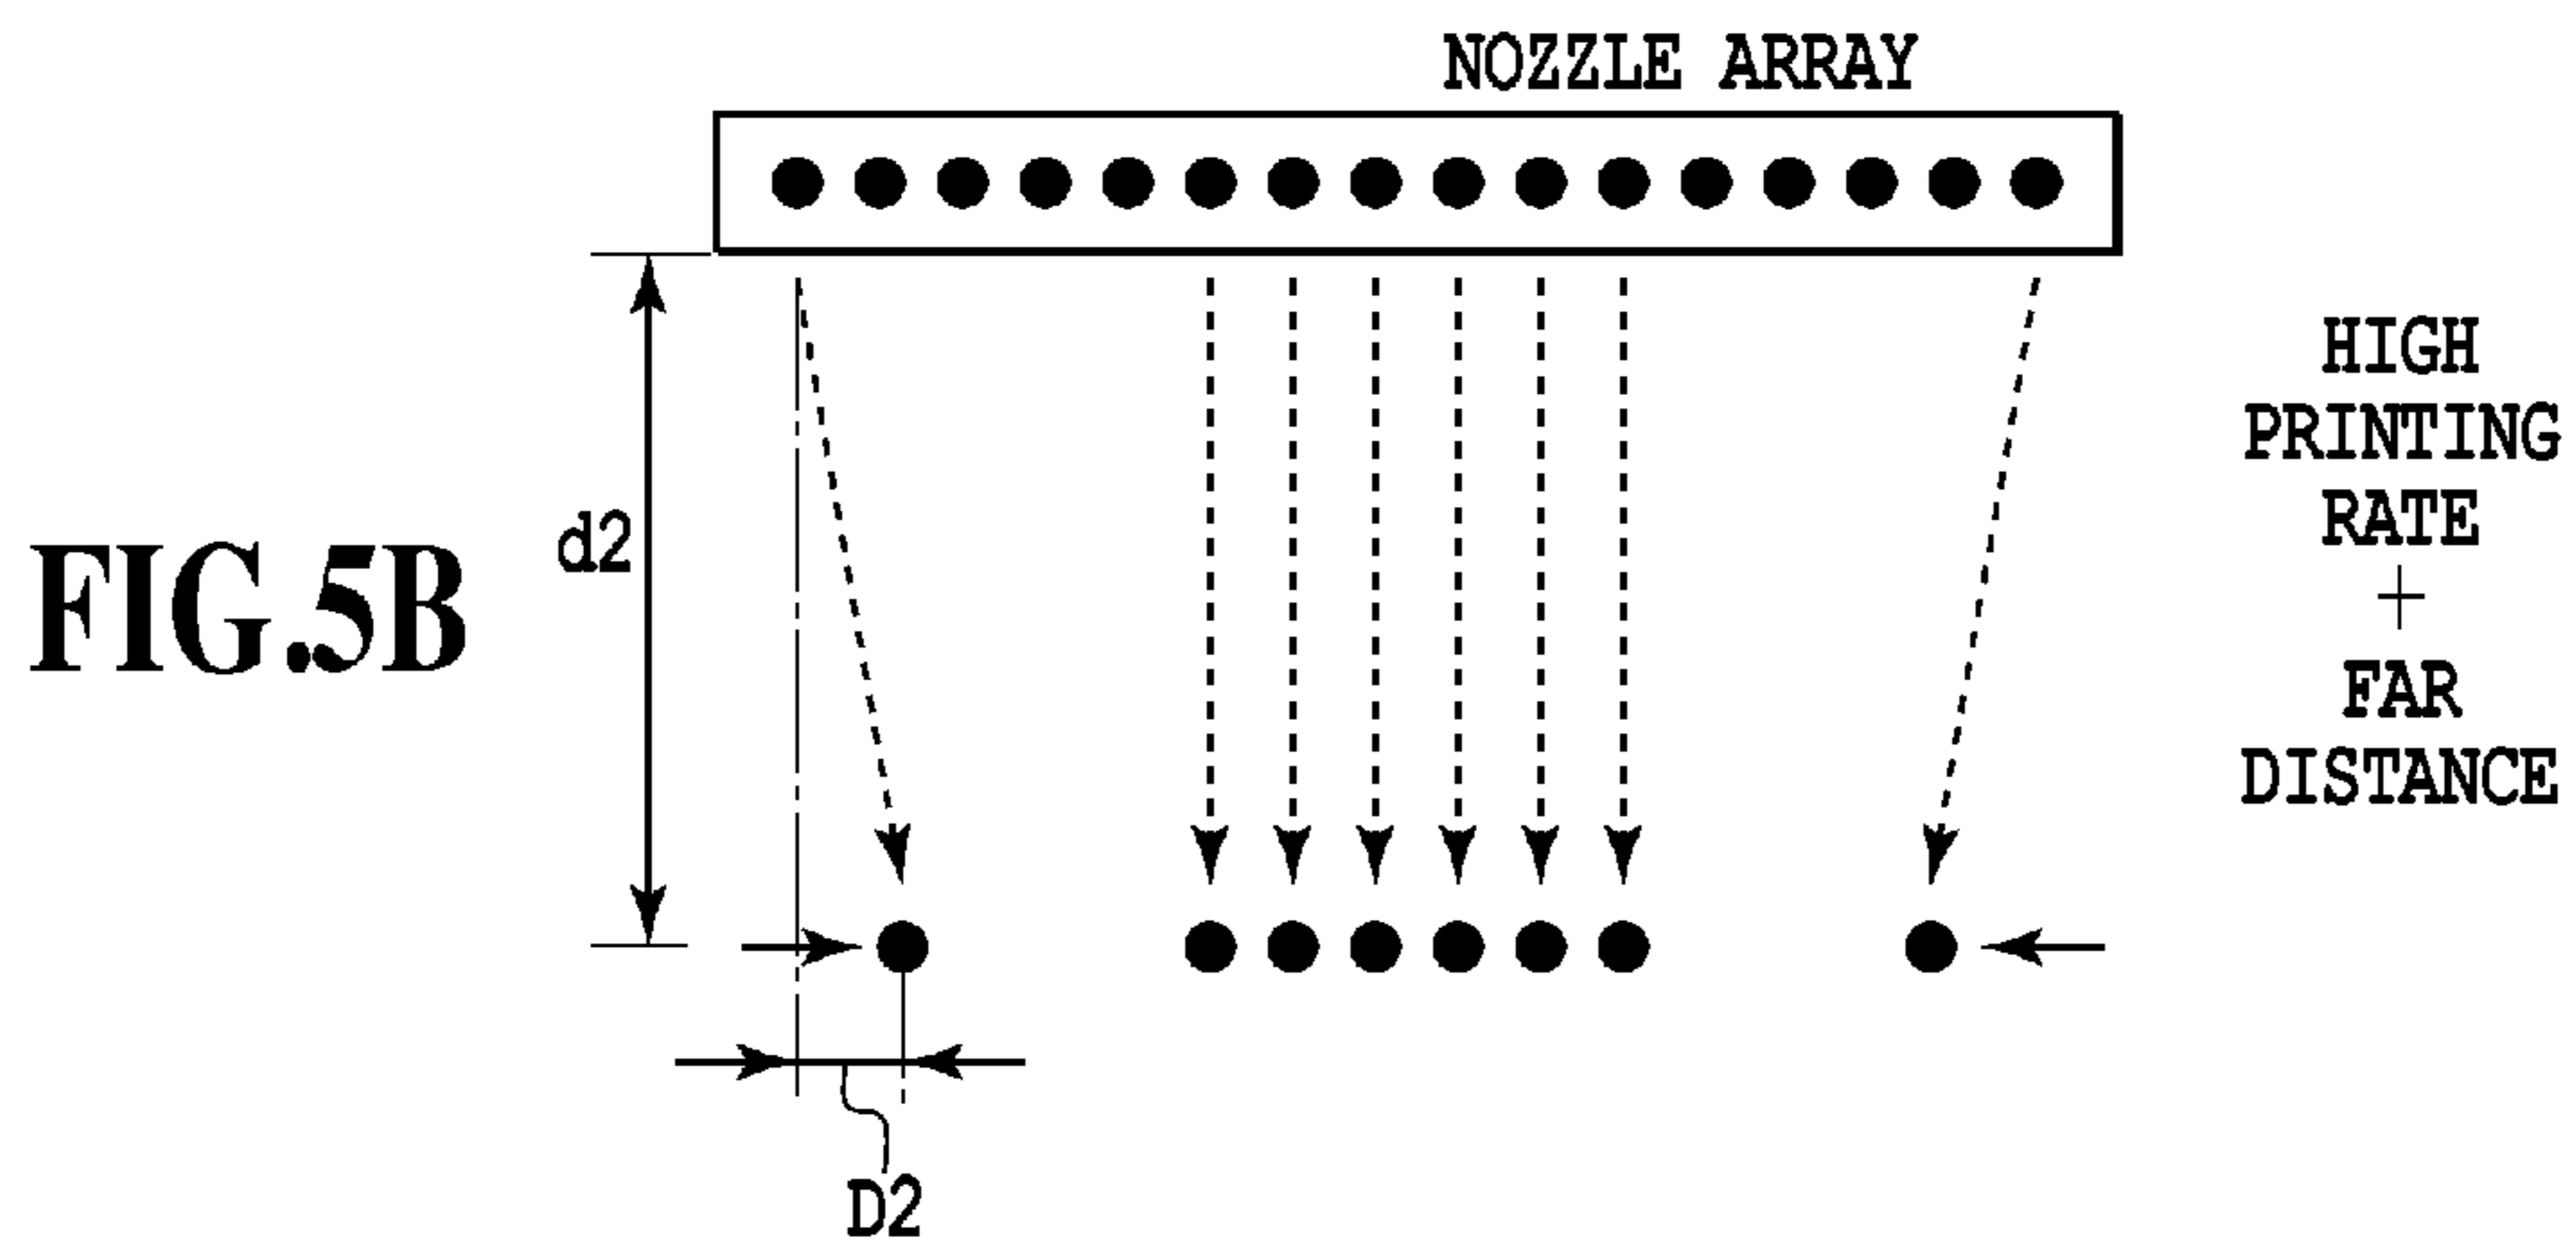 NOZZLE ARRAY
FIG.5B
d2
HIGH
PRINTING
RATE
+
FAR
DISTANCE
D2